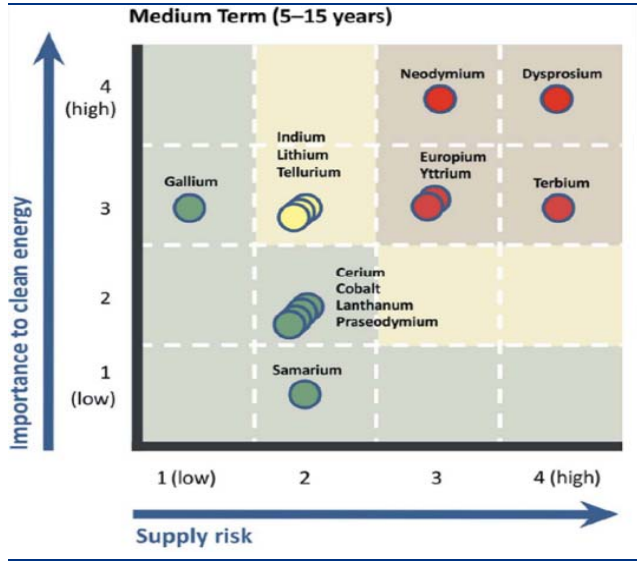 Medium Term (5–15 years)
4
(high)
Neodymium
Dysprosium
Indium
Lithium
Tellurium
Europium
Yttrium
Gallium
Terbium
3
Cerium
Cobalt
Lanthanum
Praseodymium
2
Samarium
1
(low)
Importance to clean energy
1 (low)
2
3
4 (high)
Supply risk